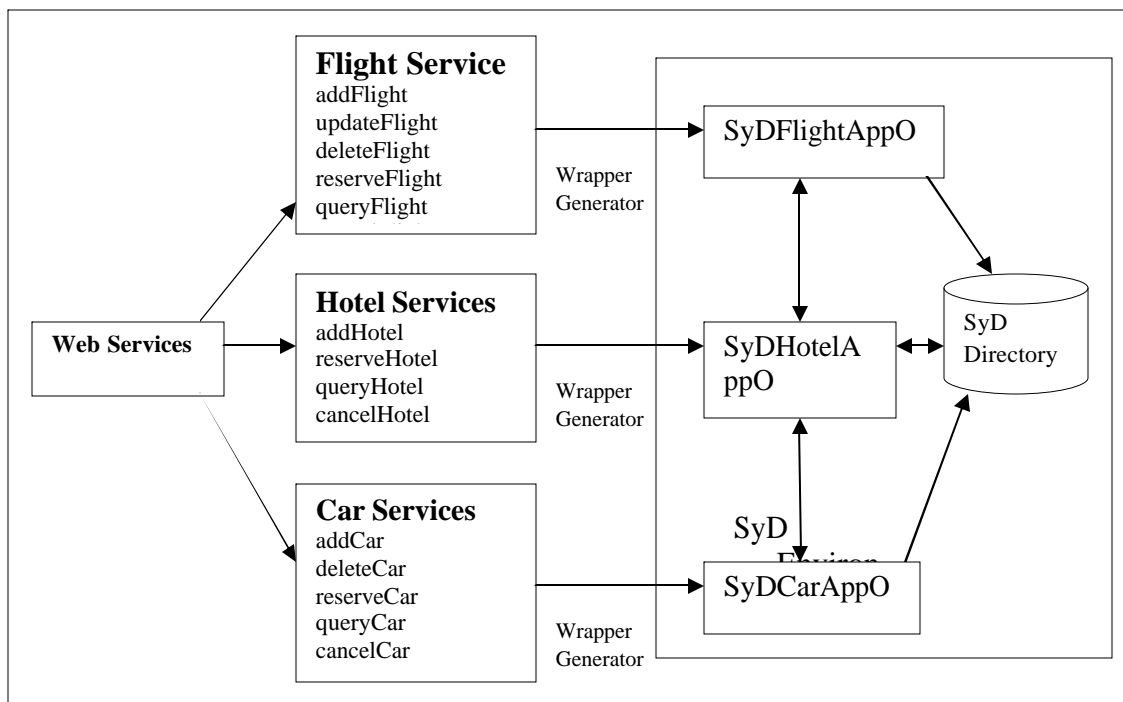 Flight Service
addFlight
updateFlight
deleteFlight
reserveFlight
queryFlight
Wrapper
Generator
SyDFlightAppO
Web Services
Hotel Services
addHotel
reserveHotel
queryHotel
cancelHotel
Wrapper
Generator
SyDHotelA
ppO
SyD
Directory
Car Services
addCar
deleteCar
reserveCar
queryCar
cancelCar
Wrapper
Generator
SyD
Environ
SyDCarAppO